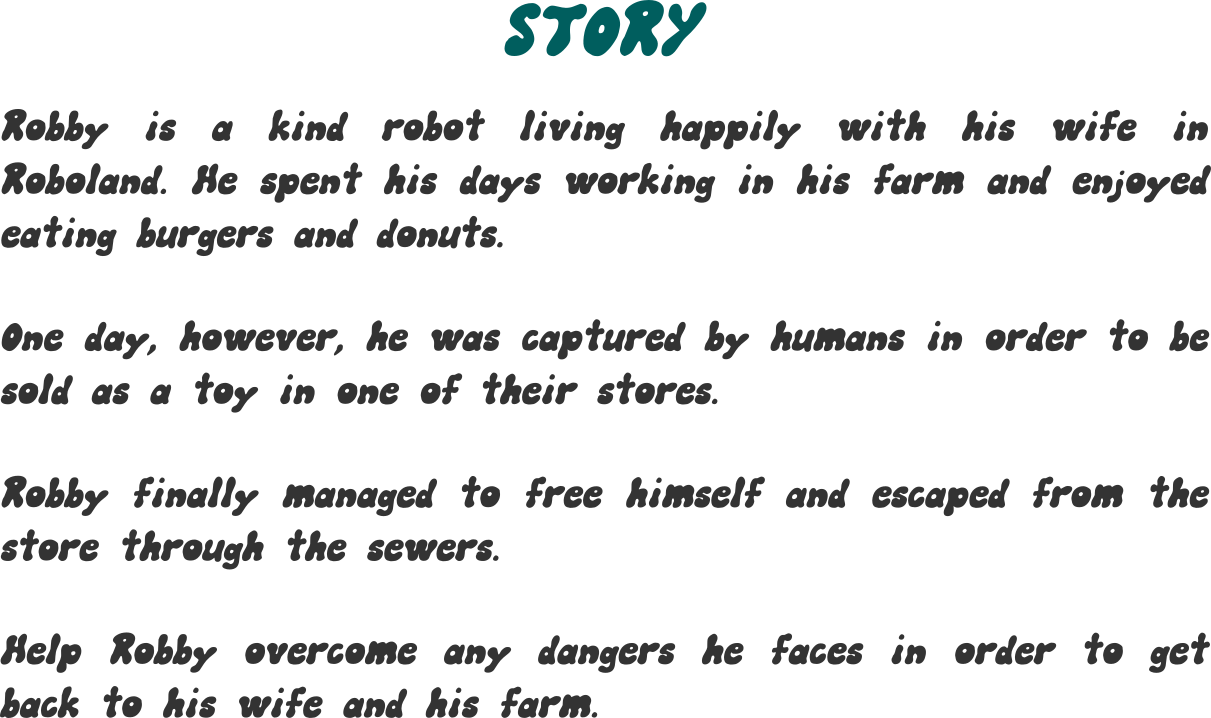 STORY
Robby is a kind robot living happily with his wife in
Roboland. He spent his days working in his farm and enjoyed
eating burgers and donuts.
One day, however, he was captured by humans in order to be
sold as a toy in one of their stores.
Robby finally managed to free himself and escaped from the
store through the sewers.
Help Robby overcome any dangers he faces in order to get
back to his wife and his farm.